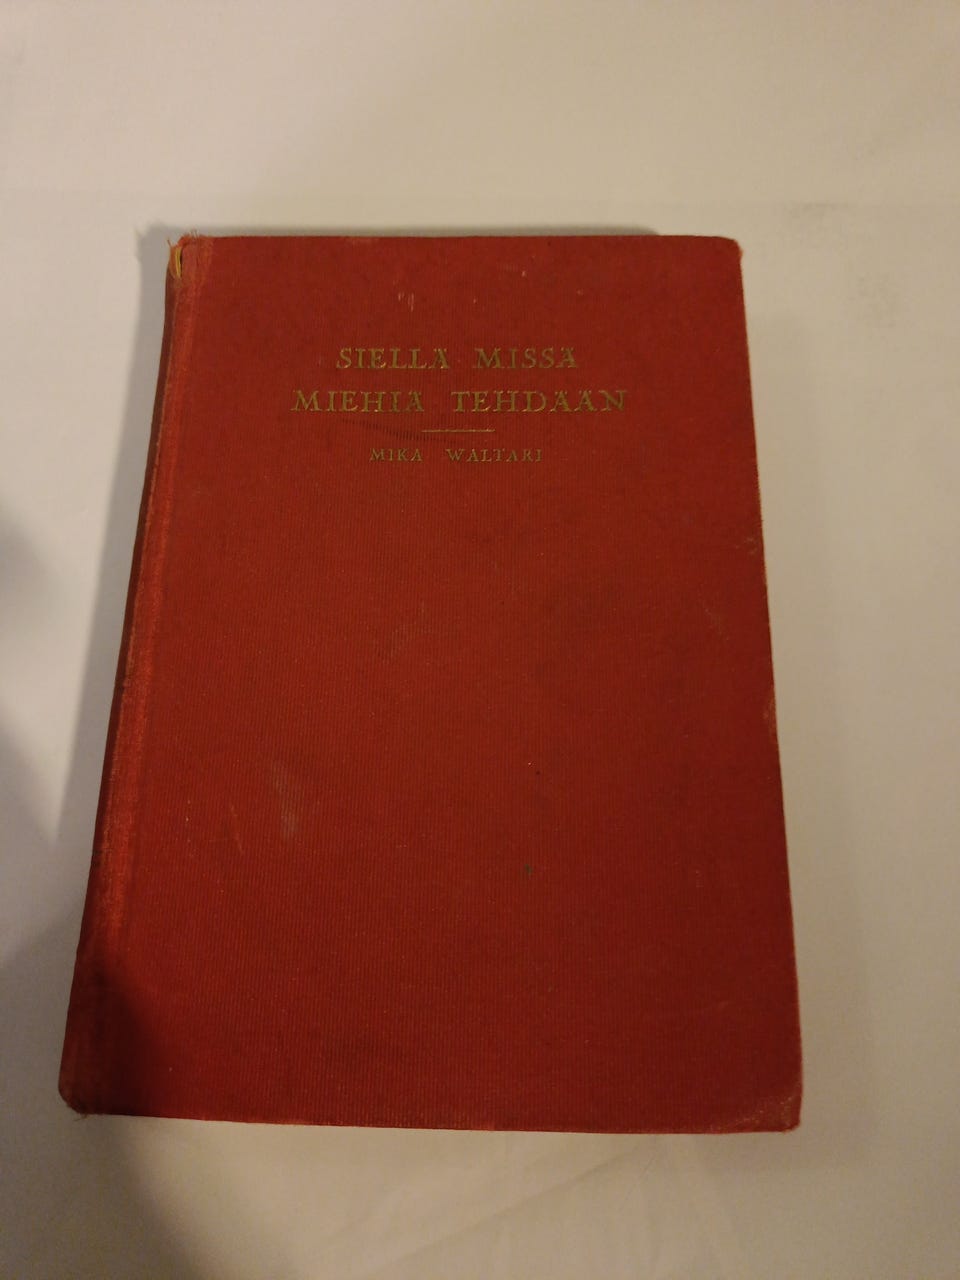 SIELLÄ MISSÄ
MIEHIÄ TEHDÄÄN
MIKA WALTARI